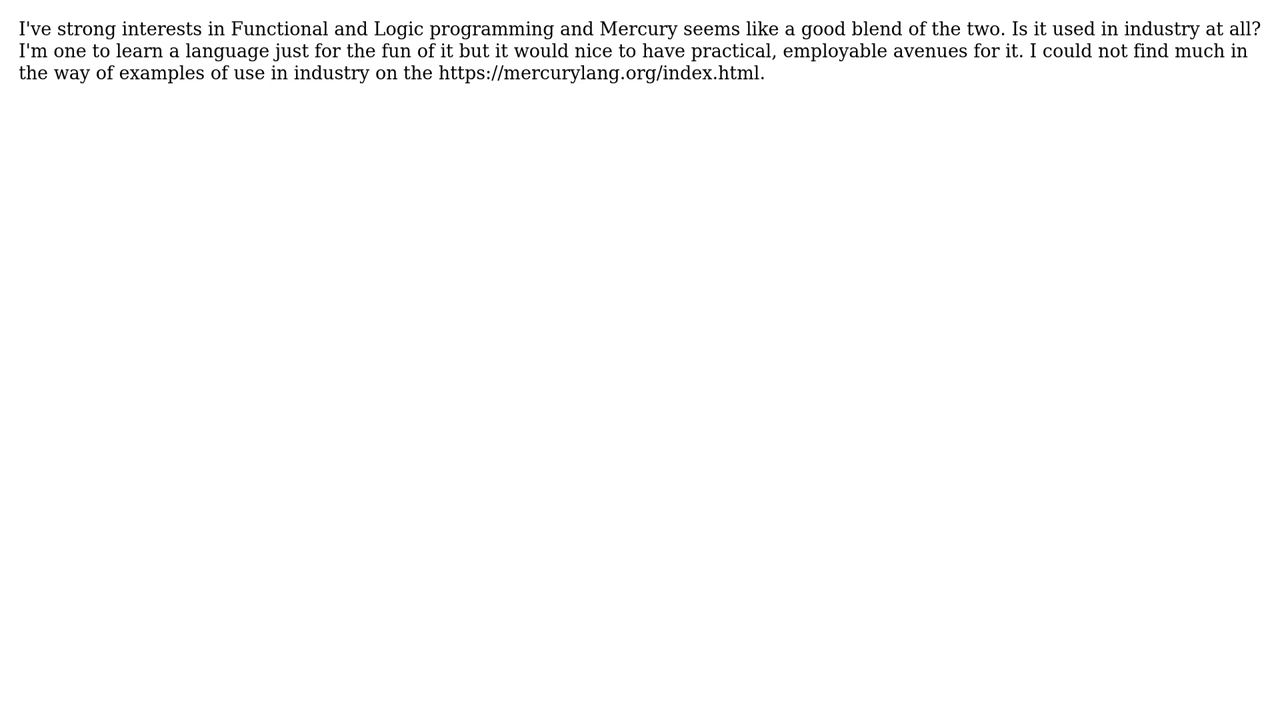 I've strong interests in Functional and Logic programming and Mercury seems like a good blend of the two. Is it used in industry at all?
I'm one to learn a language just for the fun of it but it would nice to have practical, employable avenues for it. I could not find much in
the way of examples of use in industry on the https://mercurylang.org/index.html.